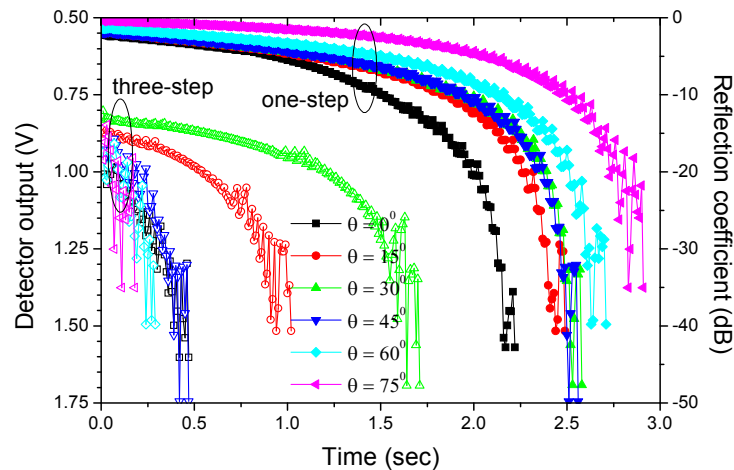 0.50
0.75
1.00
1.25
1.50
1.75
Detector output (V)
three-step
one-step
θ = 0⁰
θ = 15⁰
θ = 30⁰
θ = 45⁰
θ = 60⁰
θ = 75⁰
0
-10
-20
-30
-40
-50
Reflection coefficient (dB)
0.0
0.5
1.0
1.5
2.0
2.5
3.0
Time (sec)